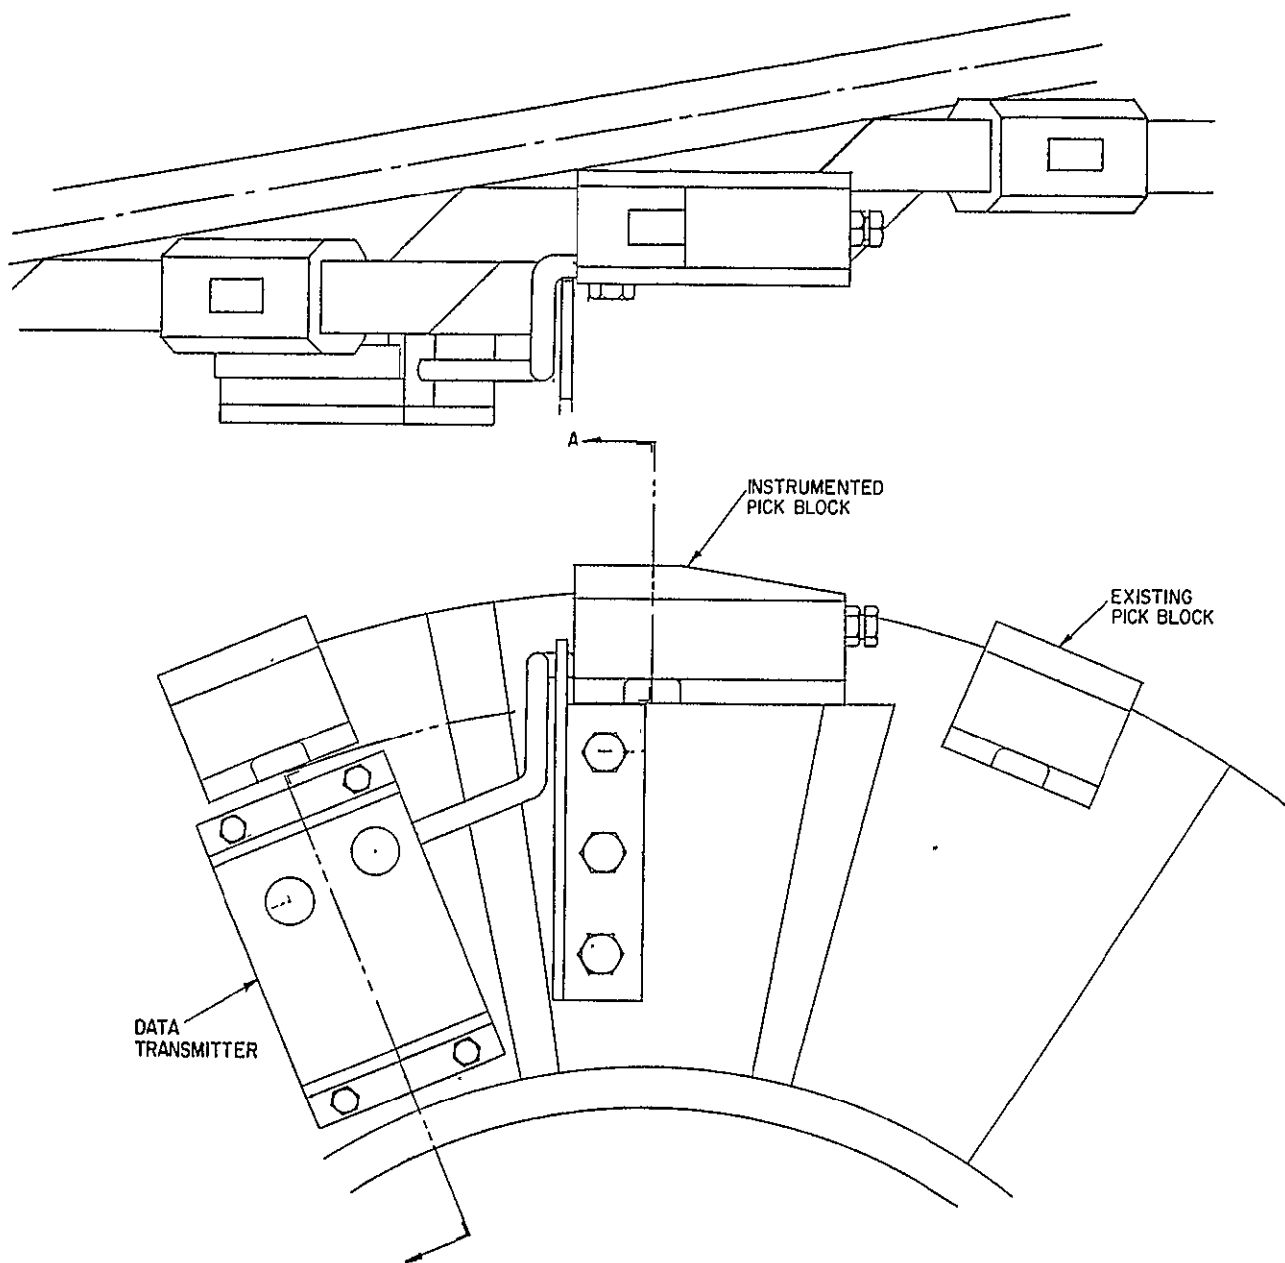 A
INSTRUMENTED
PICK BLOCK
EXISTING
PICK BLOCK
DATA
TRANSMITTER